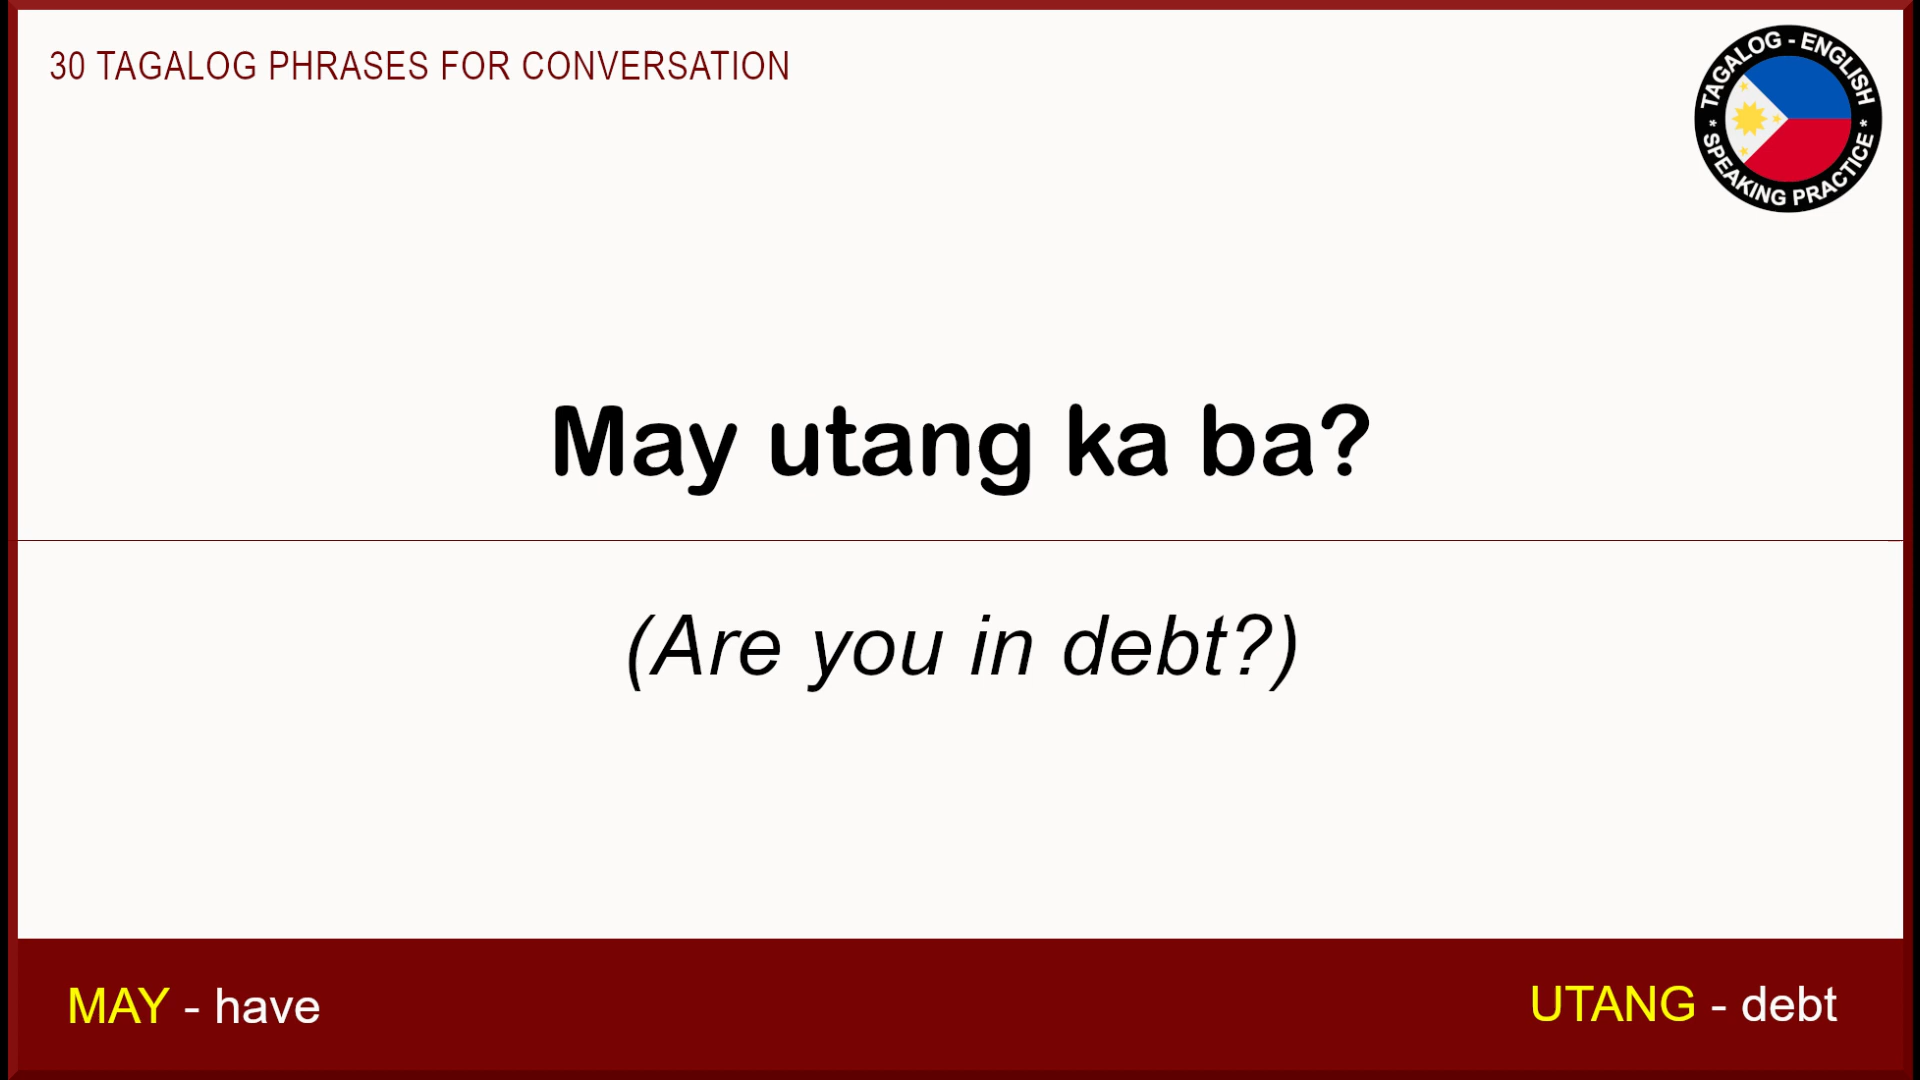 30 TAGALOG PHRASES FOR CONVERSATION
TAGALOG - ENGLISH
* SPEAKING PRACTICE *
May utang ka ba?
(Are you in debt?)
MAY - have
UTANG - debt